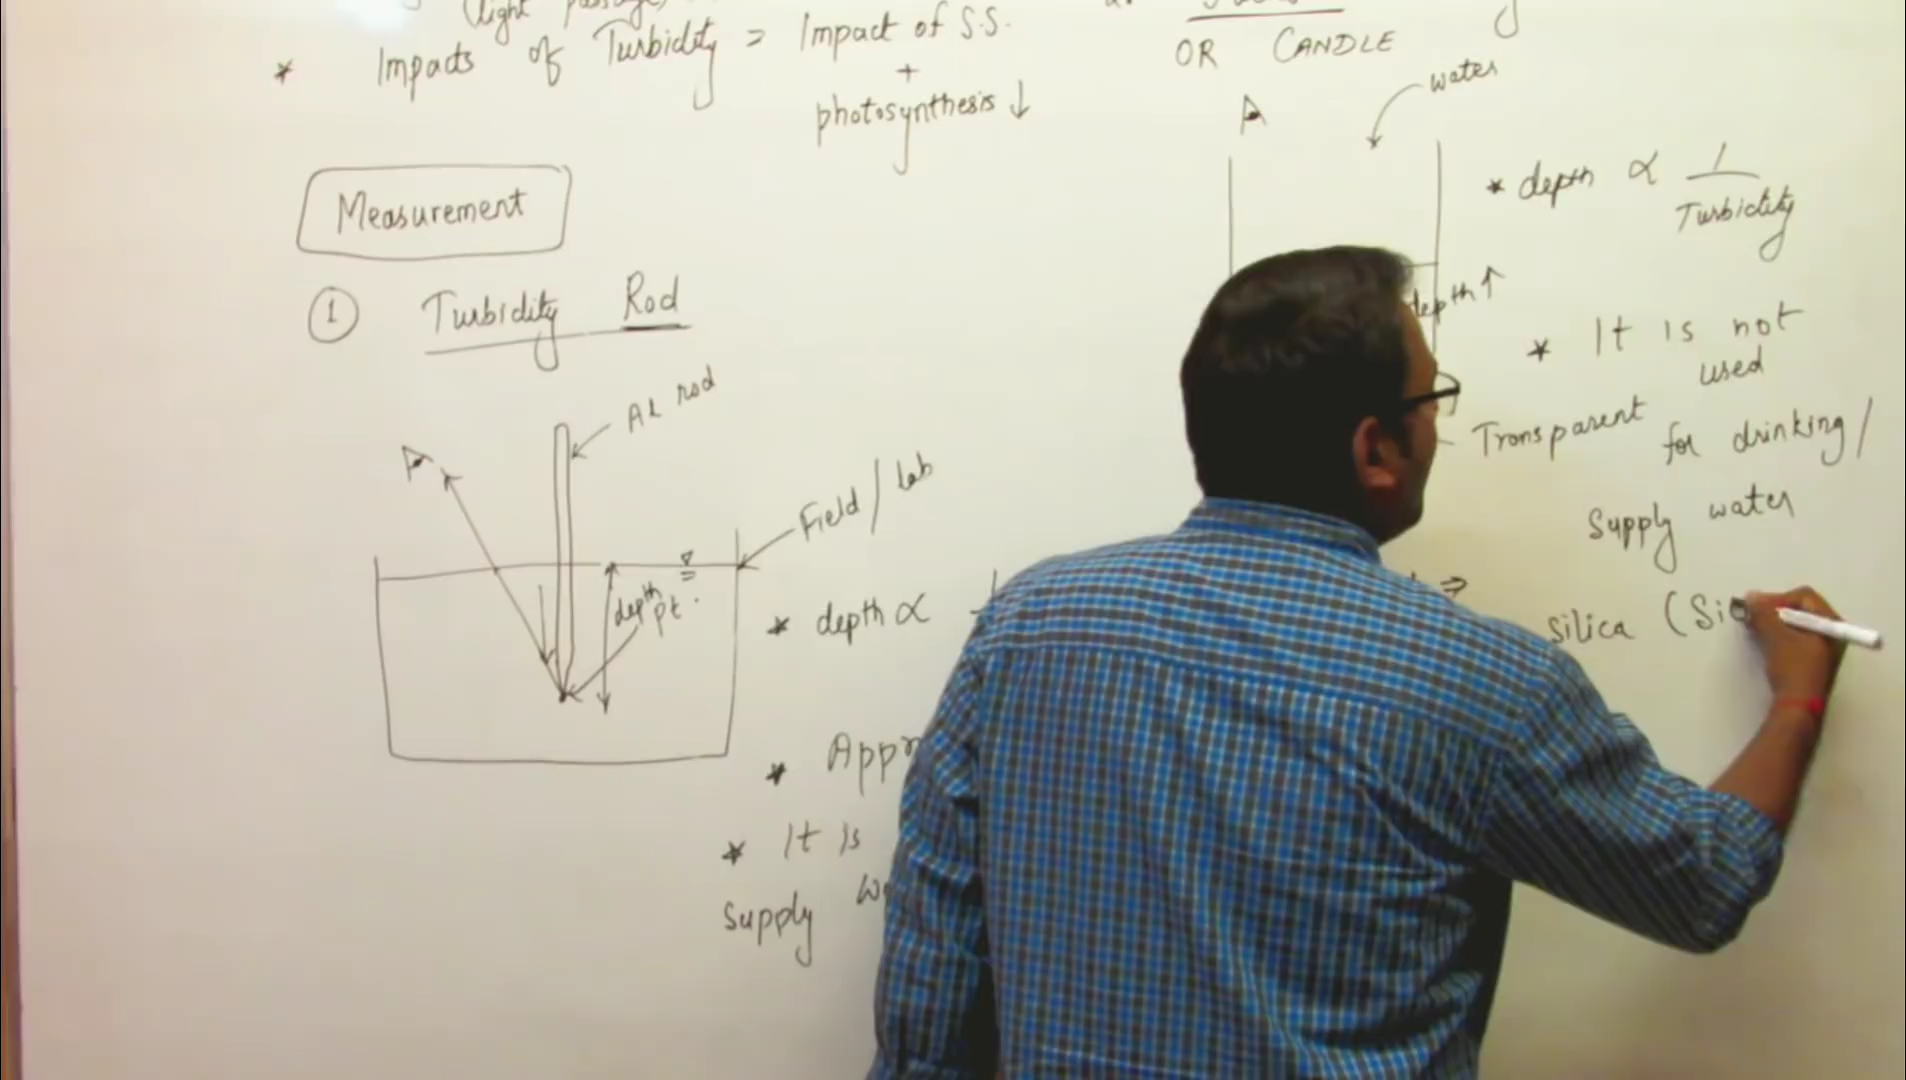 (light passage)
* Impacts of Turbidity = Impact of S.S.
+
photosynthesis ↓
Measurement
① Turbidity Rod
Al rod
Field / lab
depth
pt.
* depth ∝
*
* It is
supply
OR CANDLE
water
* depth ∝ 1
Turbidity
depth ↑
* It is not
used
Transparent
for drinking /
supply water
⇒
silica (Si